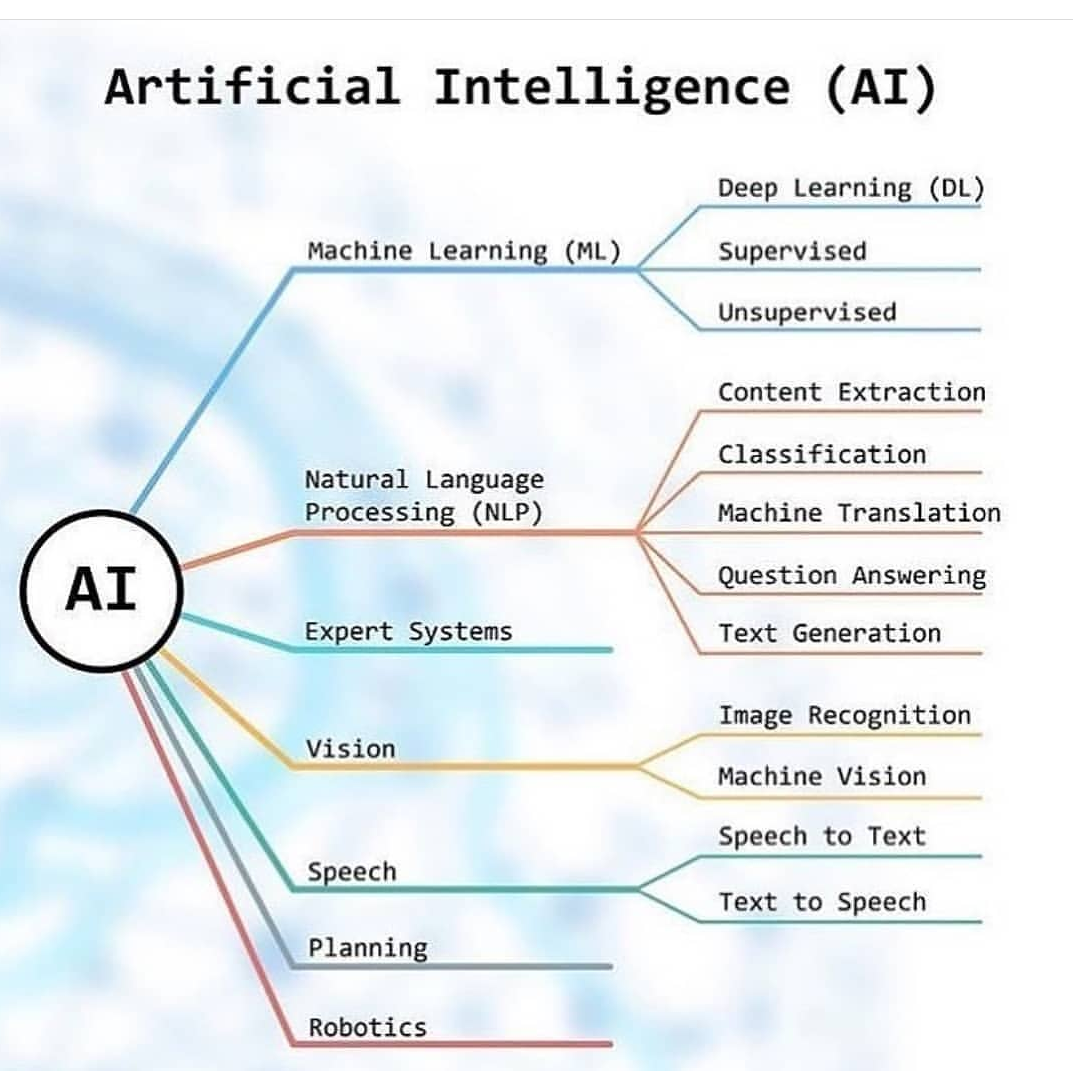 Artificial Intelligence (AI)
Deep Learning (DL)
Machine Learning (ML)
Supervised
Unsupervised
Content Extraction
Classification
Natural Language
Processing (NLP)
Machine Translation
Question Answering
Text Generation
AI
Expert Systems
Image Recognition
Vision
Machine Vision
Speech to Text
Speech
Text to Speech
Planning
Robotics